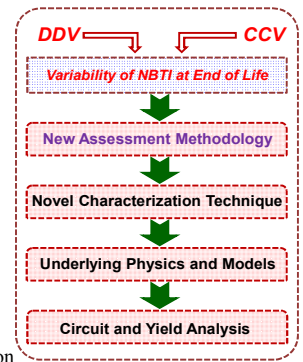 DDV CCV
Variability of NBTI at End of Life
New Assessment Methodology
Novel Characterization Technique
Underlying Physics and Models
Circuit and Yield Analysis
on